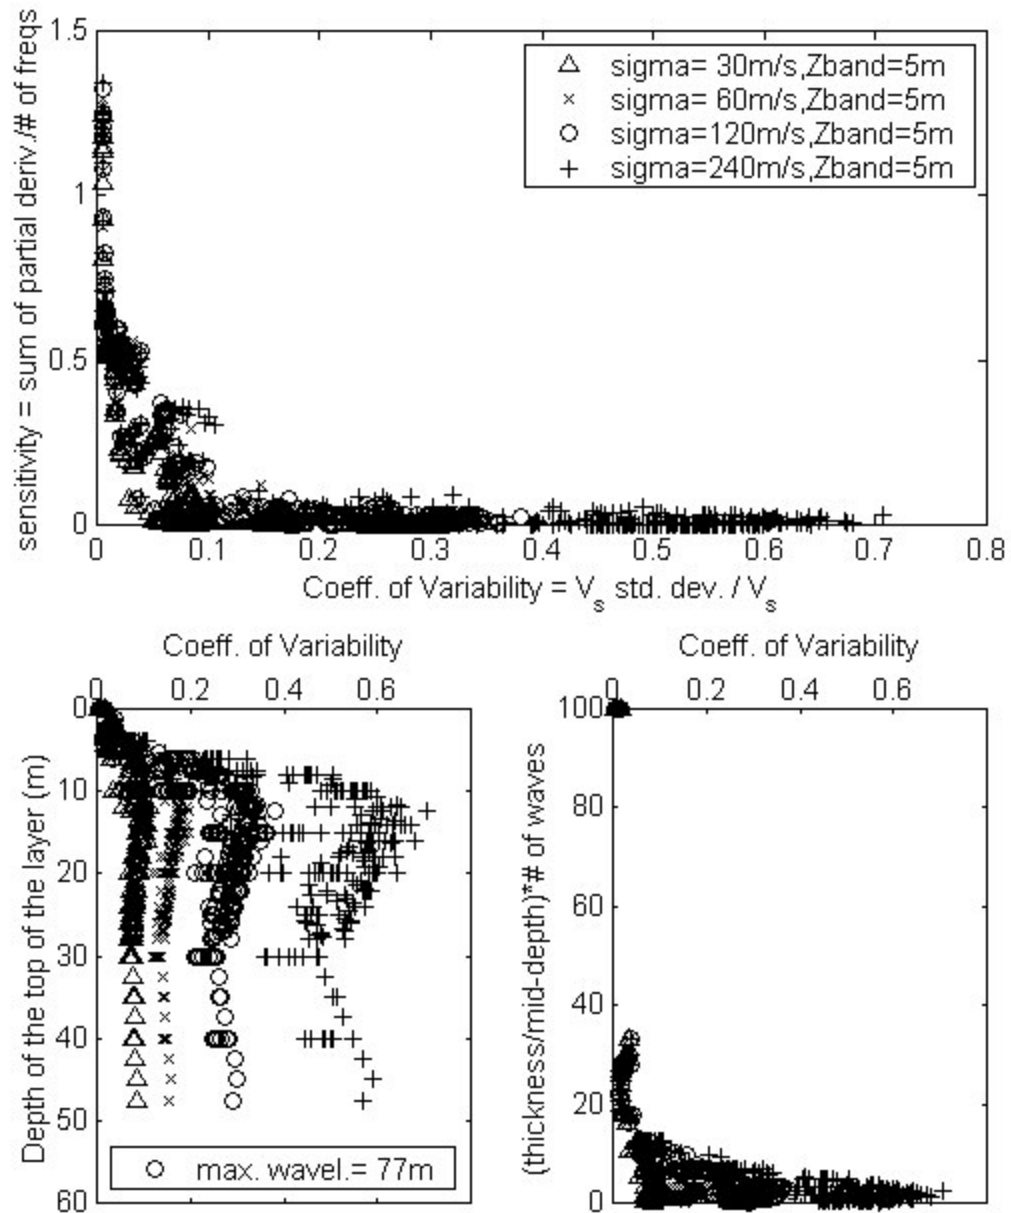 1.5
1
0.5
0
sensitivity = sum of partial deriv./# of freqs
sigma= 30m/s,Zband=5m
sigma= 60m/s,Zband=5m
sigma=120m/s,Zband=5m
sigma=240m/s,Zband=5m
0 0.1 0.2 0.3 0.4 0.5 0.6 0.7 0.8
Coeff. of Variability = Vs std. dev. / Vs
Coeff. of Variability
0 0.2 0.4 0.6
0
10
20
30
40
50
60
Depth of the top of the layer (m)
max. wavel.= 77m
Coeff. of Variability
0 0.2 0.4 0.6
100
80
60
40
20
0
(thickness/mid-depth)*# of waves